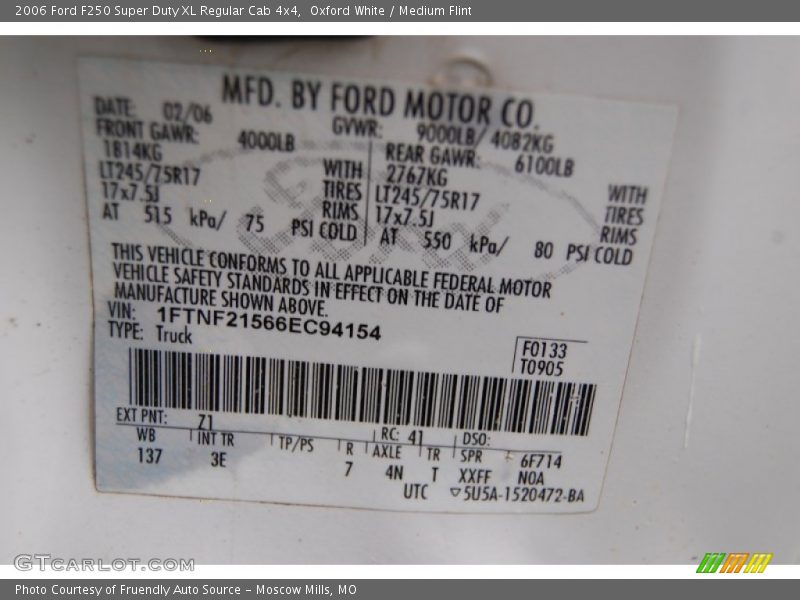 2006 Ford F250 Super Duty XL Regular Cab 4x4, Oxford White / Medium Flint
MFD. BY FORD MOTOR CO.
DATE: 02/06 GVWR: 9000LB/ 4082KG
FRONT GAWR: 4000LB REAR GAWR: 6100LB
1814KG WITH 2767KG WITH
LT245/75R17 TIRES LT245/75R17 TIRES
17x7.5J RIMS 17x7.5J RIMS
AT 515 kPa/ 75 PSI COLD AT 550 kPa/ 80 PSI COLD
THIS VEHICLE CONFORMS TO ALL APPLICABLE FEDERAL MOTOR
VEHICLE SAFETY STANDARDS IN EFFECT ON THE DATE OF
MANUFACTURE SHOWN ABOVE.
VIN: 1FTNF21566EC94154
TYPE: Truck
F0133
T0905
EXT PNT: Z1 RC: 41 DSO:
WB INT TR TP/PS R AXLE TR SPR 6F714
137 3E 7 4N T XXFF NOA
UTC 5U5A-1520472-BA
GTCarLot.com
Photo Courtesy of Fruendly Auto Source - Moscow Mills, MO